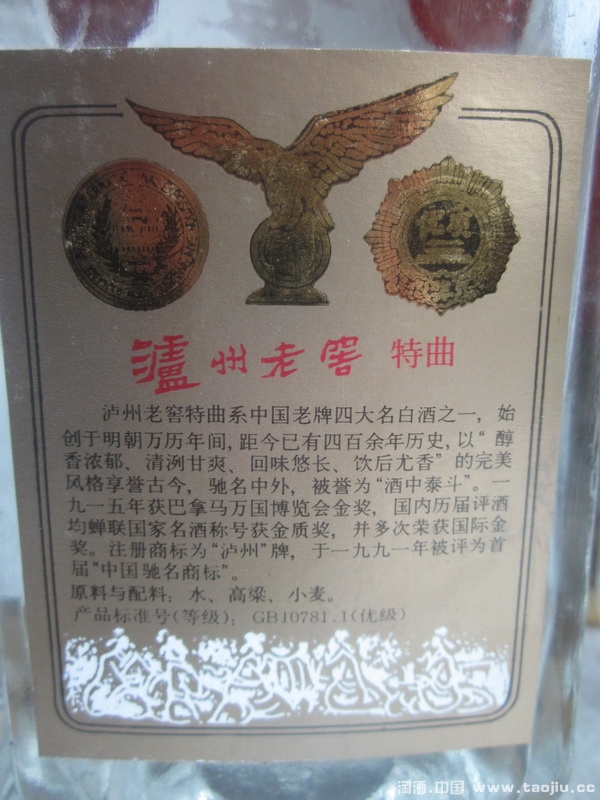 泸州老窖 特曲
泸州老窖特曲系中国老牌四大名白酒之一，始
创于明朝万历年间，距今已有四百余年历史，以“醇
香浓郁、清洌甘爽、回味悠长、饮后尤香”的完美
风格享誉古今，驰名中外，被誉为“酒中泰斗”。一
九一五年获巴拿马万国博览会金奖，国内历届评酒
均蝉联国家名酒称号获金质奖，并多次荣获国际金
奖。注册商标为“泸州”牌，于一九九一年被评为首
届“中国驰名商标”。
原料与配料：水、高粱、小麦。
产品标准号(等级)：GB10781.1(优级)
淘酒.中国 www.taojiu.cc